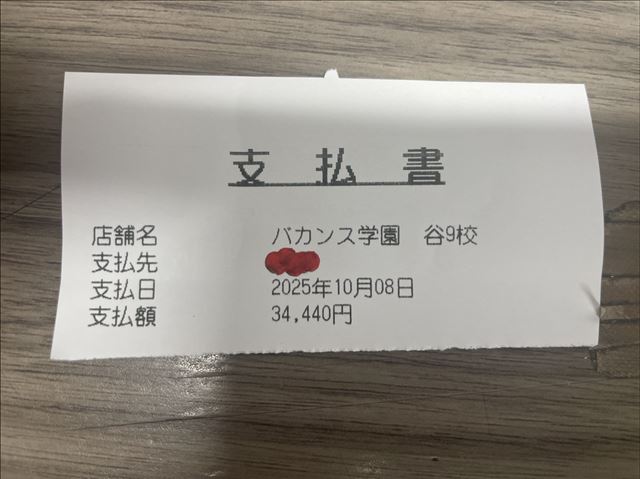 支払書
店舗名 バカンス学園 谷9校
支払先
支払日 2025年10月08日
支払額 34,440円